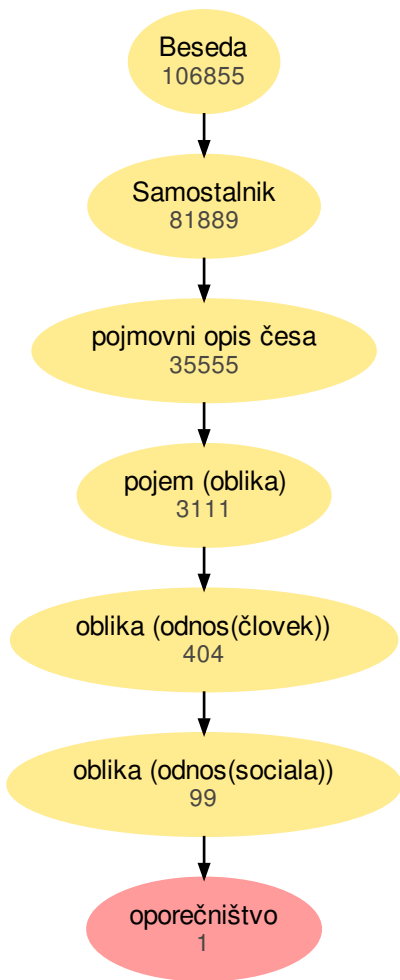 Beseda
106855
Samostalnik
81889
pojmovni opis česa
35555
pojem (oblika)
3111
oblika (odnos(človek))
404
oblika (odnos(sociala))
99
oporečništvo
1